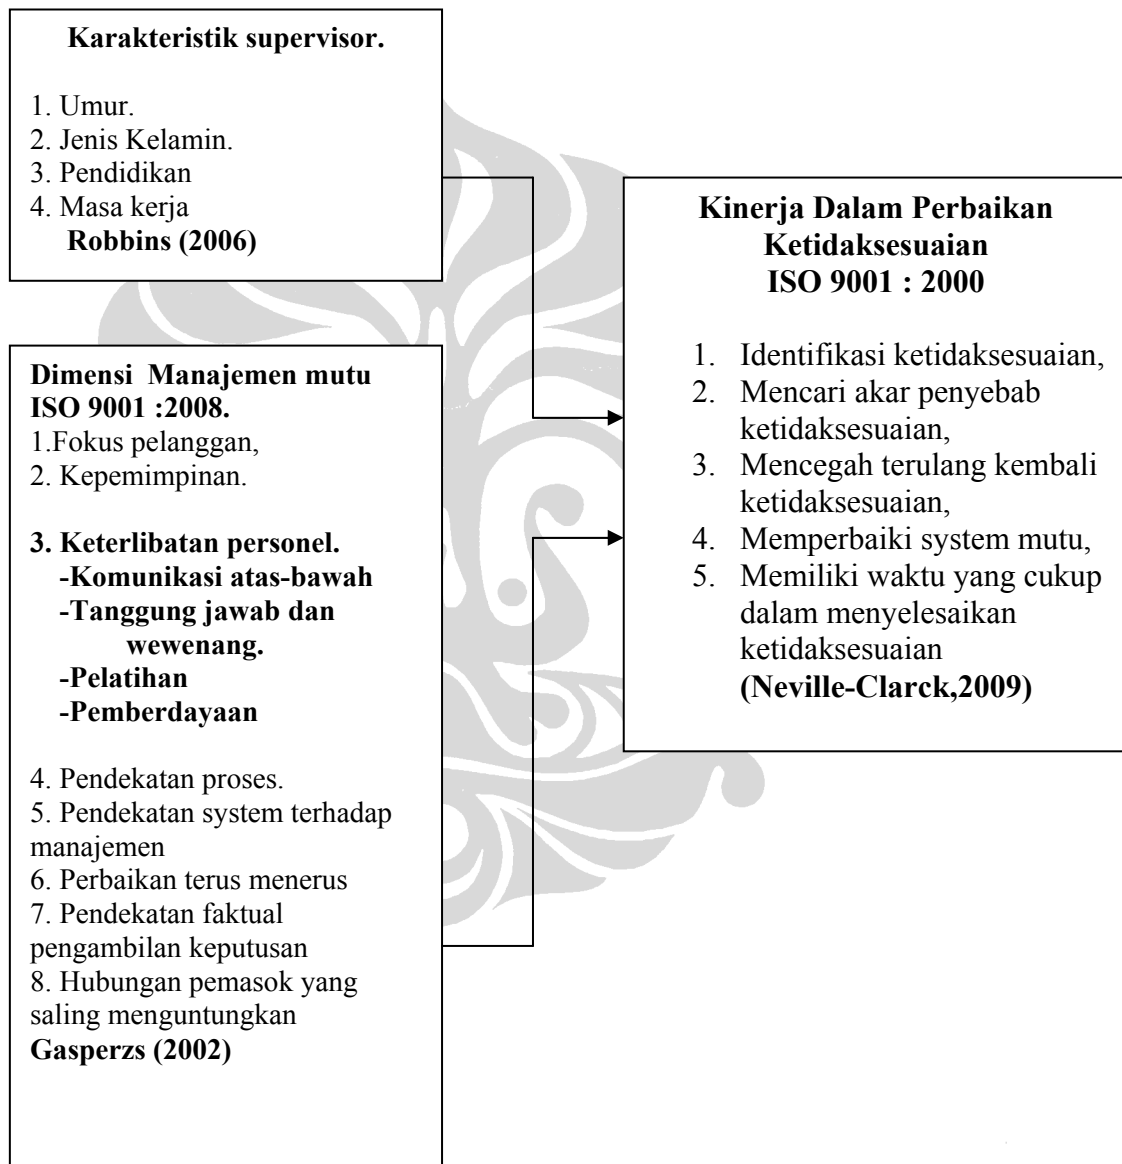 Karakteristik supervisor.
1. Umur.
2. Jenis Kelamin.
3. Pendidikan
4. Masa kerja
Robbins (2006)
Dimensi Manajemen mutu
ISO 9001 :2008.
1.Fokus pelanggan,
2. Kepemimpinan.
3. Keterlibatan personel.
-Komunikasi atas-bawah
-Tanggung jawab dan
wewenang.
-Pelatihan
-Pemberdayaan
4. Pendekatan proses.
5. Pendekatan system terhadap
manajemen
6. Perbaikan terus menerus
7. Pendekatan faktual
pengambilan keputusan
8. Hubungan pemasok yang
saling menguntungkan
Gasperzs (2002)
Kinerja Dalam Perbaikan
Ketidaksesuaian
ISO 9001 : 2000
1. Identifikasi ketidaksesuaian,
2. Mencari akar penyebab
ketidaksesuaian,
3. Mencegah terulang kembali
ketidaksesuaian,
4. Memperbaiki system mutu,
5. Memiliki waktu yang cukup
dalam menyelesaikan
ketidaksesuaian
(Neville-Clarck,2009)